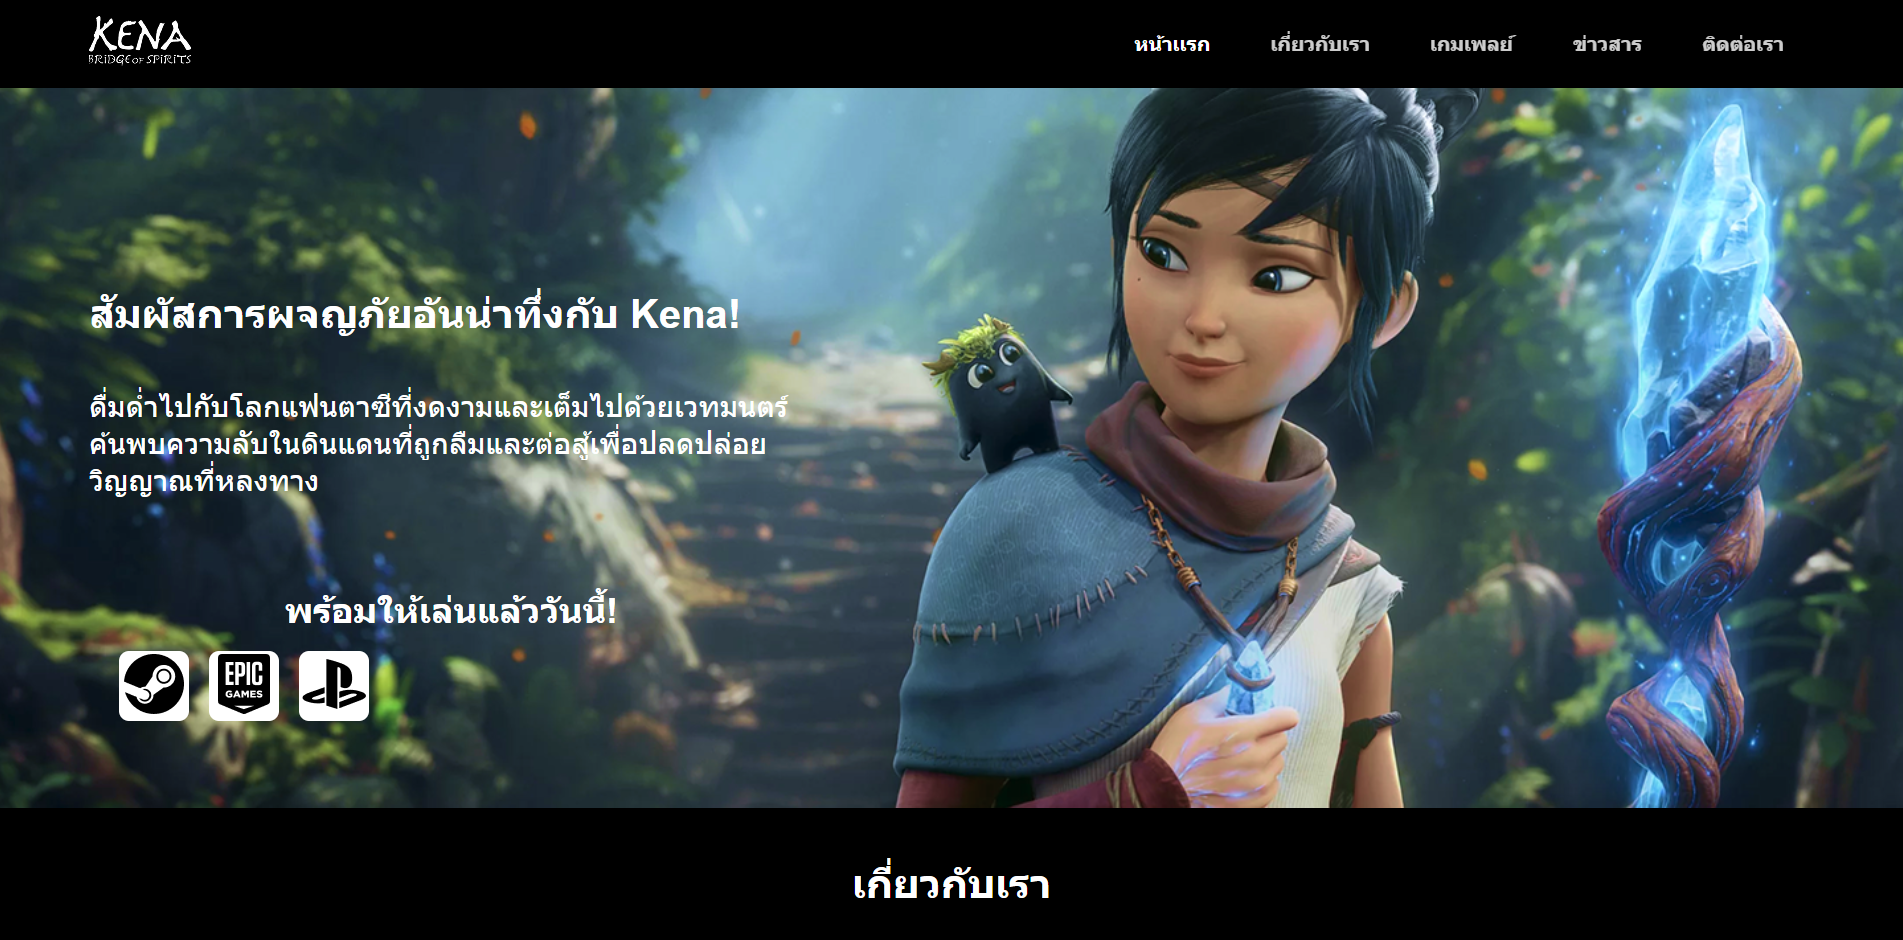 KENA
BRIDGE OF SPIRITS
หน้าแรก เกี่ยวกับเรา เกมเพลย์ ข่าวสาร ติดต่อเรา
สัมผัสการผจญภัยอันน่าทึ่งกับ Kena!
ดื่มด่ำไปกับโลกแฟนตาซีที่งดงามและเต็มไปด้วยเวทมนตร์
ค้นพบความลับในดินแดนที่ถูกลืมและต่อสู้เพื่อปลดปล่อย
วิญญาณที่หลงทาง
พร้อมให้เล่นแล้ววันนี้!
EPIC
GAMES
เกี่ยวกับเรา